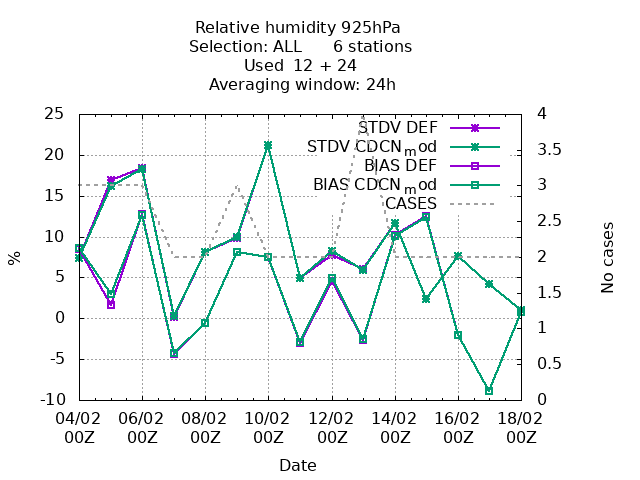 Relative humidity 925hPa
Selection: ALL      6 stations
Used  12 + 24
Averaging window: 24h
25
20
15
10
5
0
-5
-10
%
4
3.5
3
2.5
2
1.5
1
0.5
0
No cases
STDV DEF
STDV CDCN_mod
BIAS DEF
BIAS CDCN_mod
CASES
04/02 06/02 08/02 10/02 12/02 14/02 16/02 18/02
00Z 00Z 00Z 00Z 00Z 00Z 00Z 00Z
Date